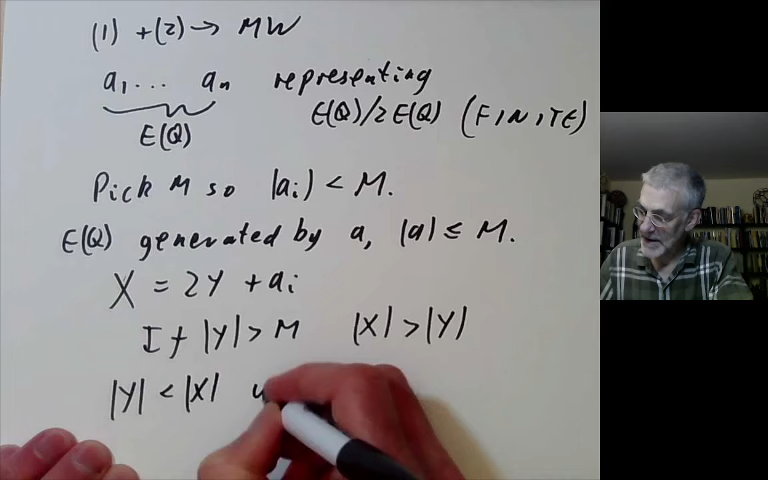 (1) + (2) → MW
a₁, ... aₙ representing
E(Q) E(Q)/2E(Q) (FINITE)
Pick M so |aᵢ| < M.
E(Q) generated by a, |a| ≤ M.
X = 2Y + aᵢ
If |Y| > M |X| > |Y|
|Y| < |X|